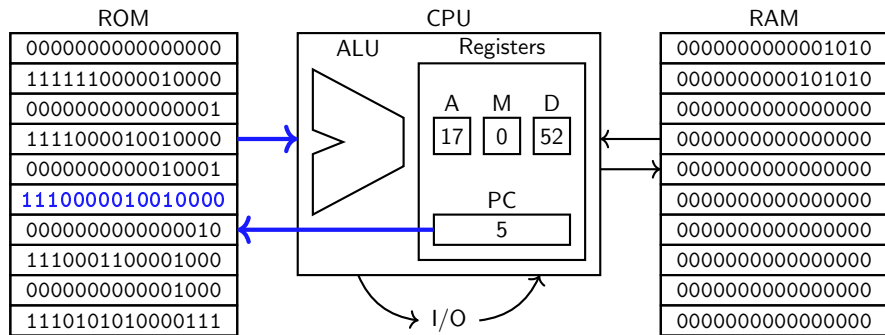 ROM
0000000000000000
1111110000010000
0000000000000001
1111000010010000
0000000000010001
1110000010010000
0000000000000010
1110001100001000
0000000000001000
1110101010000111
CPU
ALU
Registers
A M D
17 0 52
PC
5
I/O
RAM
0000000000001010
0000000000101010
0000000000000000
0000000000000000
0000000000000000
0000000000000000
0000000000000000
0000000000000000
0000000000000000
0000000000000000